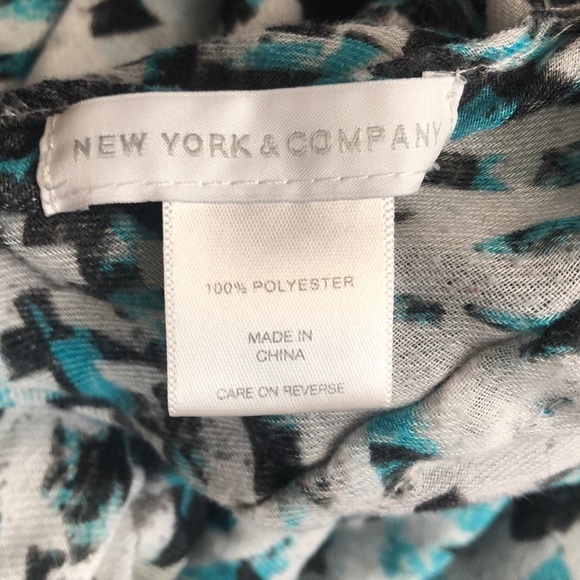 NEW YORK & COMPANY
100% POLYESTER
MADE IN
CHINA
CARE ON REVERSE